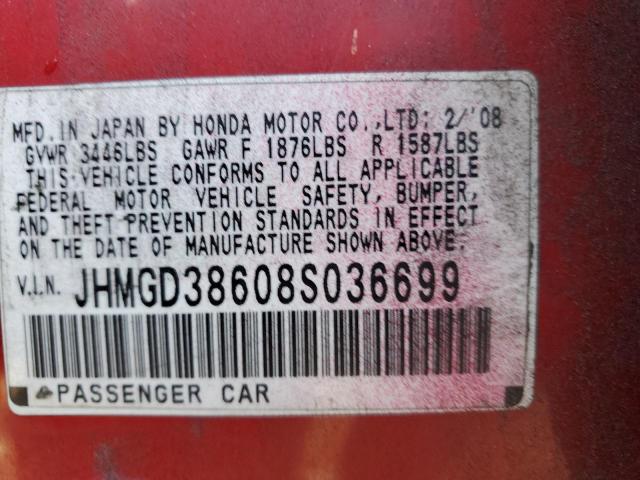 MFD. IN JAPAN BY HONDA MOTOR CO., LTD; 2/'08
GVWR 3446LBS GAWR F 1876LBS R 1587LBS
THIS VEHICLE CONFORMS TO ALL APPLICABLE
FEDERAL MOTOR VEHICLE SAFETY, BUMPER,
AND THEFT PREVENTION STANDARDS IN EFFECT
ON THE DATE OF MANUFACTURE SHOWN ABOVE.
V.I.N. JHMGD38608S036699
PASSENGER CAR